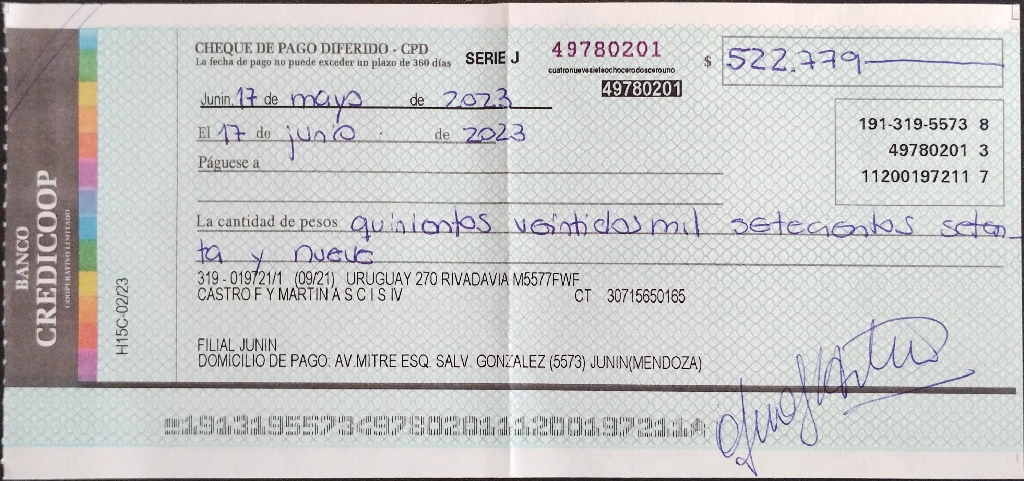 BANCO
CREDICOOP
COOPERATIVO LIMITADO
H15C-02/23
CHEQUE DE PAGO DIFERIDO - CPD
La fecha de pago no puede exceder un plazo de 360 días
SERIE J
49780201
cuatronuevesieteochocerodoscerouno
49780201
$ 522.779
Junin, 17 de mayo de 2023
El 17 de junio de 2023
Páguese a
191-319-5573 8
49780201 3
11200197211 7
La cantidad de pesos quinientos veintidos mil setecientos seten
ta y nueve
319 - 019721/1 (09/21) URUGUAY 270 RIVADAVIA M5577FWF
CASTRO F Y MARTIN A S C I S IV CT 30715650165
FILIAL JUNIN
DOMICILIO DE PAGO: AV.MITRE ESQ. SALV. GONZALEZ (5573) JUNIN(MENDOZA)
19131955734978020111200197211